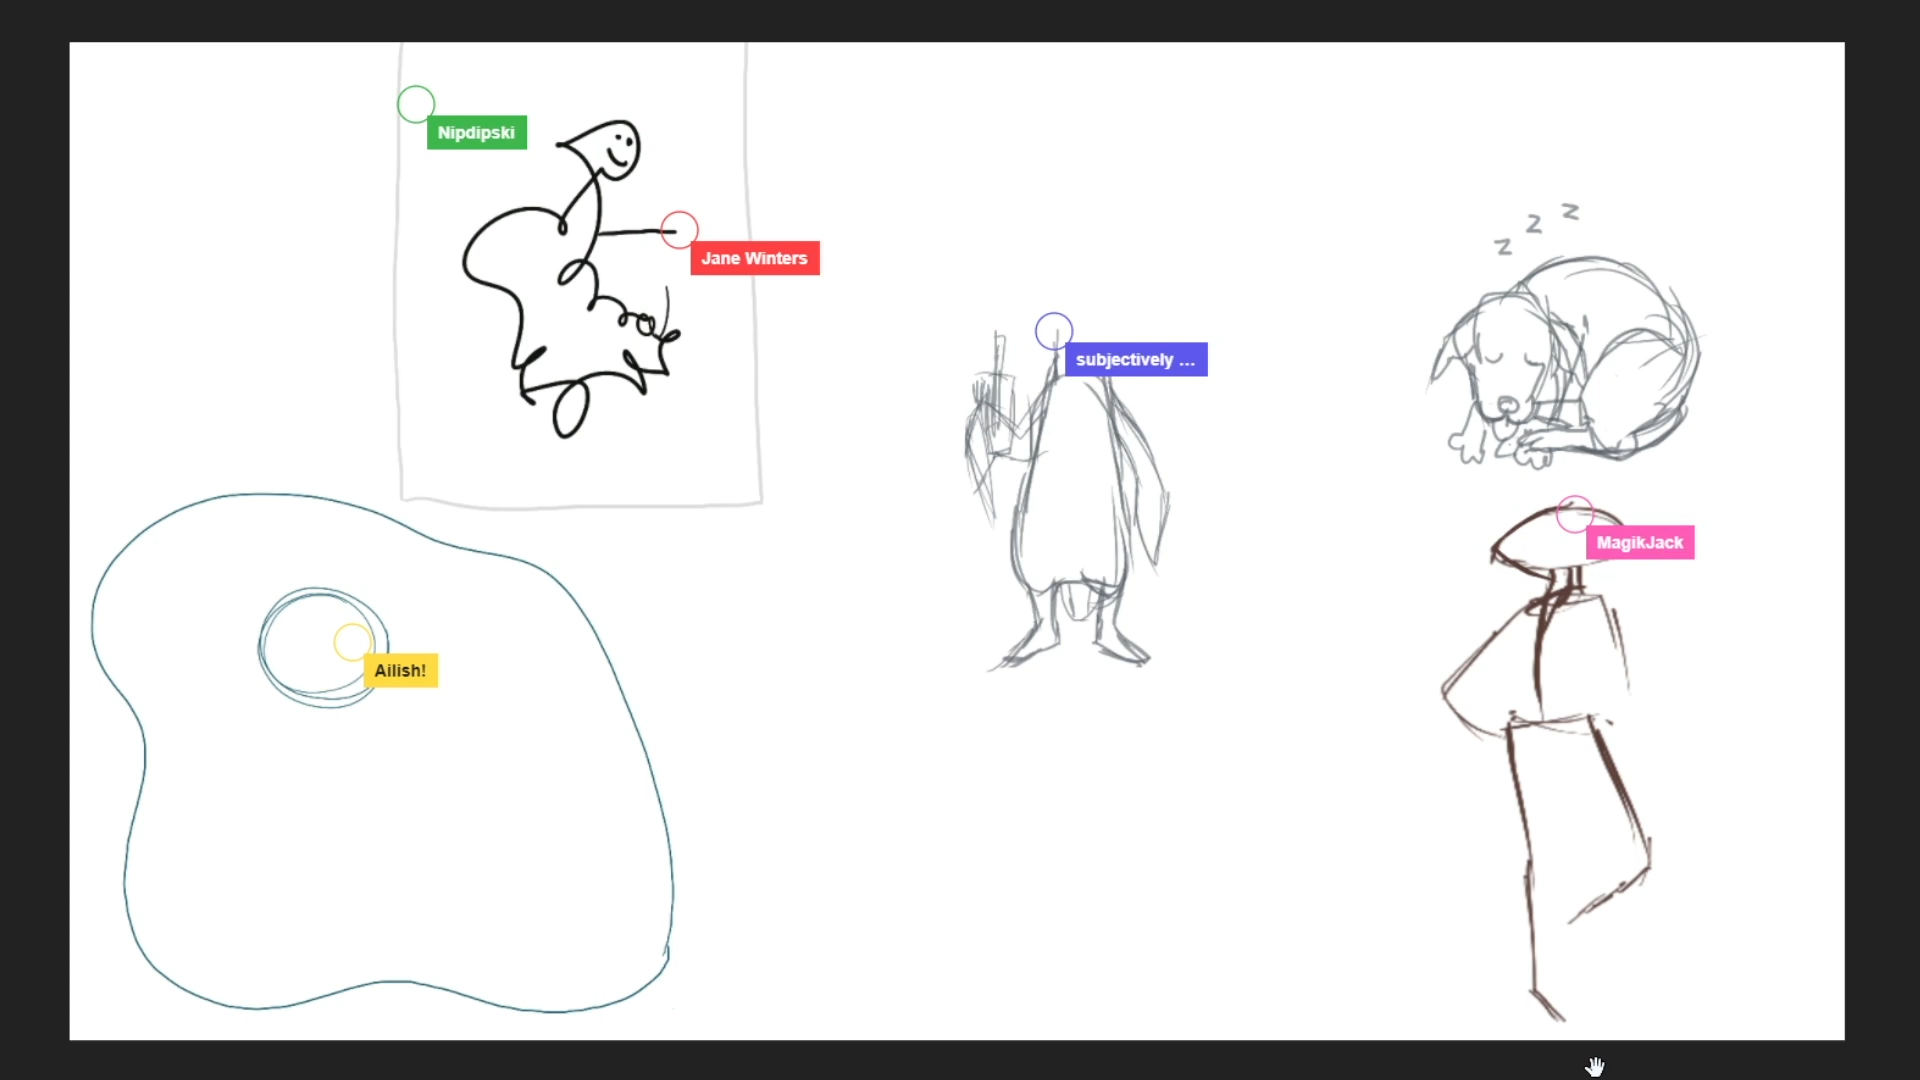 Nipdipski
Jane Winters
z z z
subjectively ...
MagikJack
Ailish!